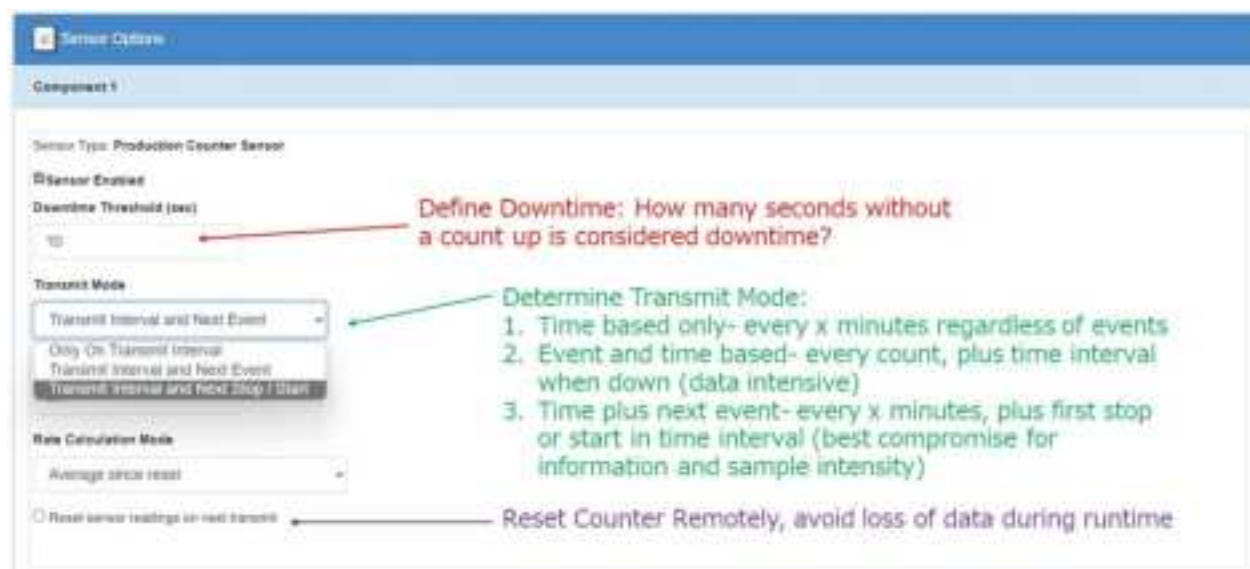 Sensor Options
Component 1
Sensor Type: Production Counter Sensor
Sensor Enabled
Downtime Threshold (sec)
10
Define Downtime: How many seconds without
a count up is considered downtime?
Transmit Mode
Transmit Interval and Next Event
Only On Transmit Interval
Transmit Interval and Next Event
Transmit Interval and Next Stop / Start
Determine Transmit Mode:
1. Time based only- every x minutes regardless of events
2. Event and time based- every count, plus time interval
when down (data intensive)
3. Time plus next event- every x minutes, plus first stop
or start in time interval (best compromise for
information and sample intensity)
Rate Calculation Mode
Average since reset
Reset sensor readings on next transmit
Reset Counter Remotely, avoid loss of data during runtime